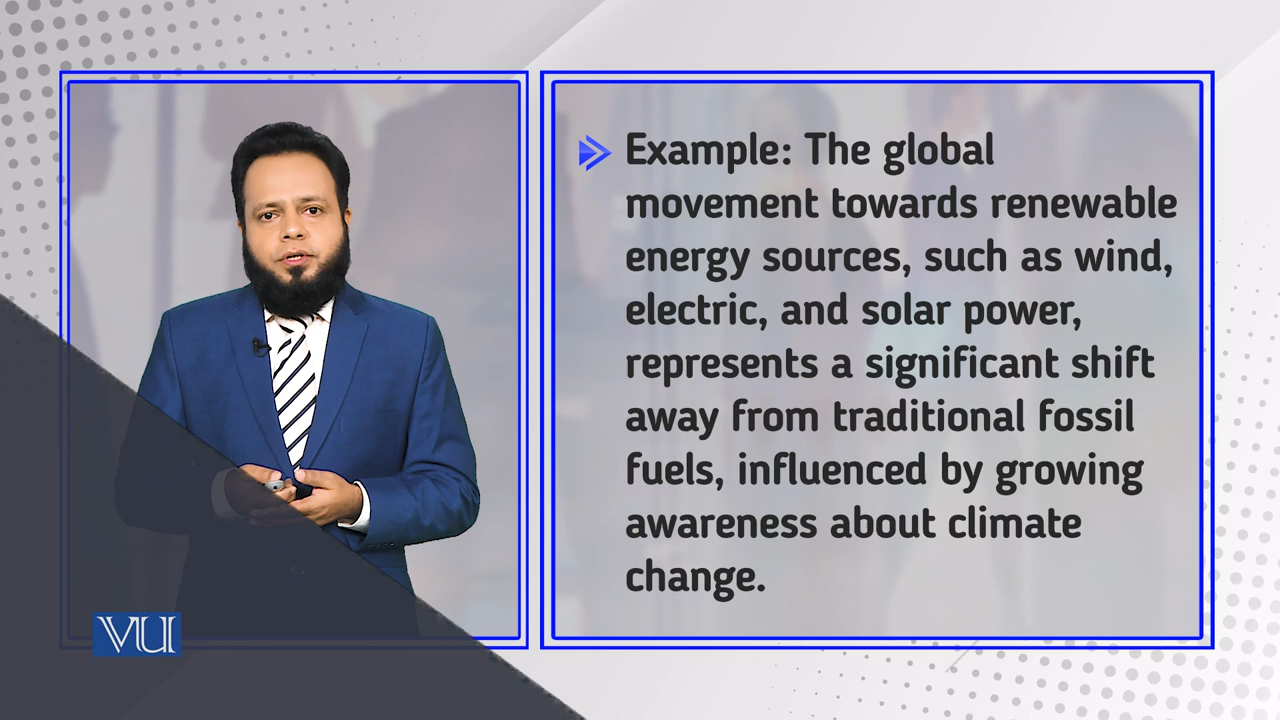 Example: The global
movement towards renewable
energy sources, such as wind,
electric, and solar power,
represents a significant shift
away from traditional fossil
fuels, influenced by growing
awareness about climate
change.
VU